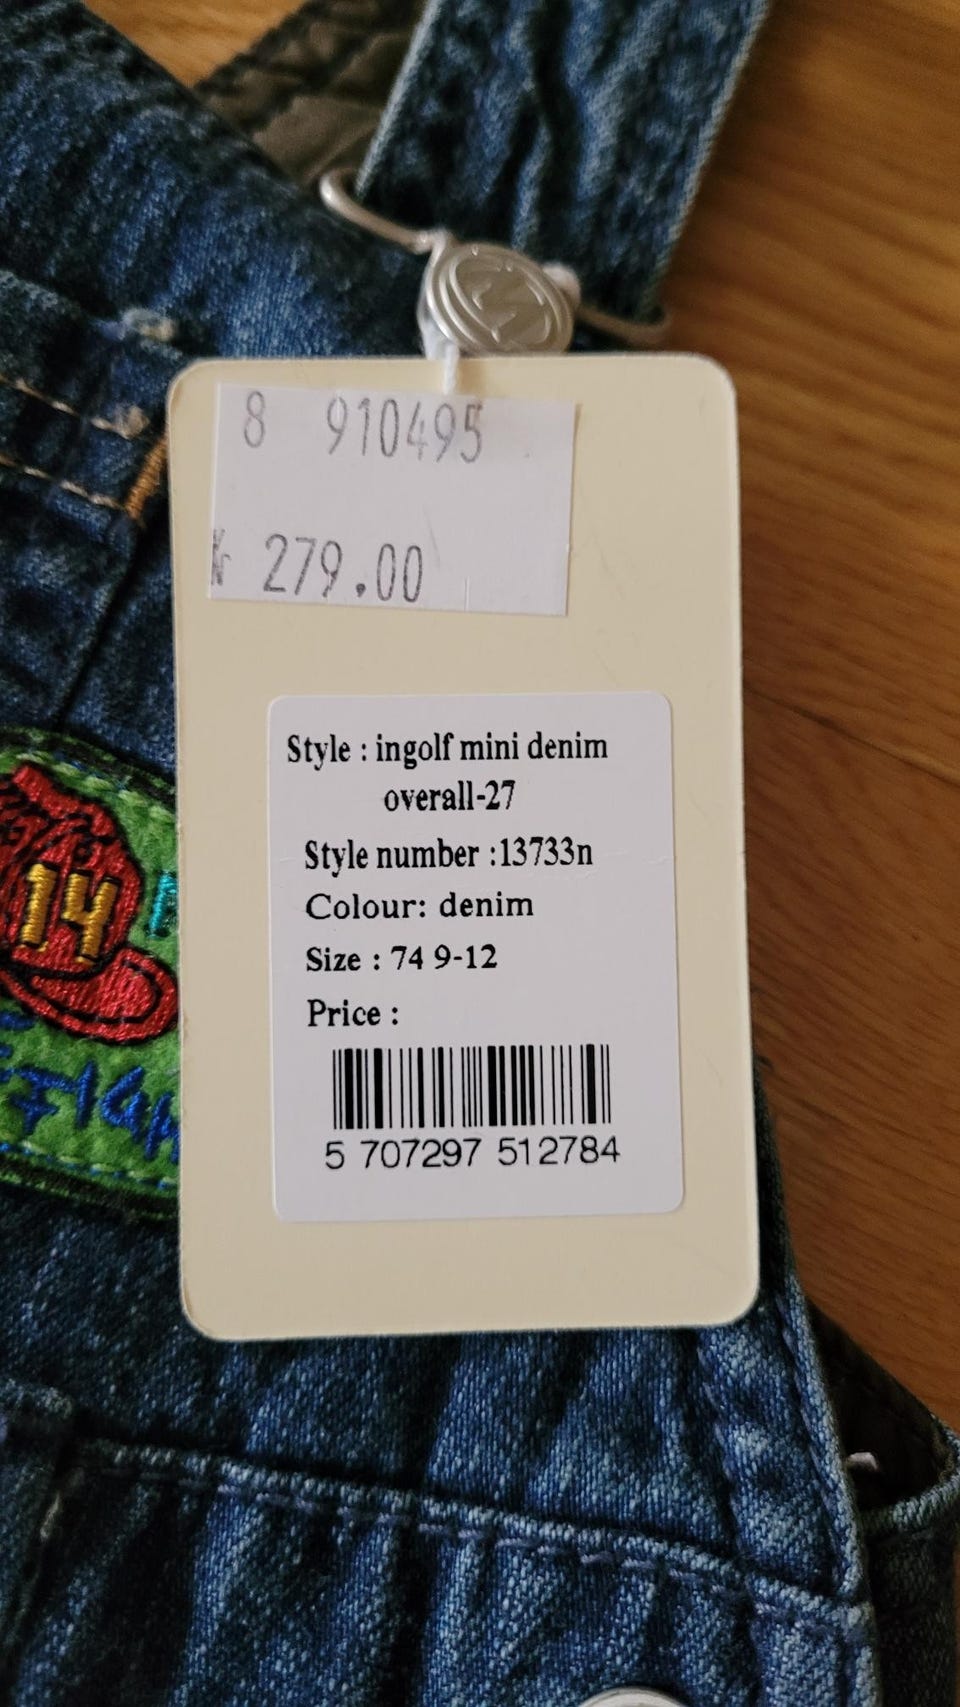 8 910495
279.00
Style : ingolf mini denim
overall-27
Style number :13733n
Colour: denim
Size : 74 9-12
Price :
5 707297 512784
14